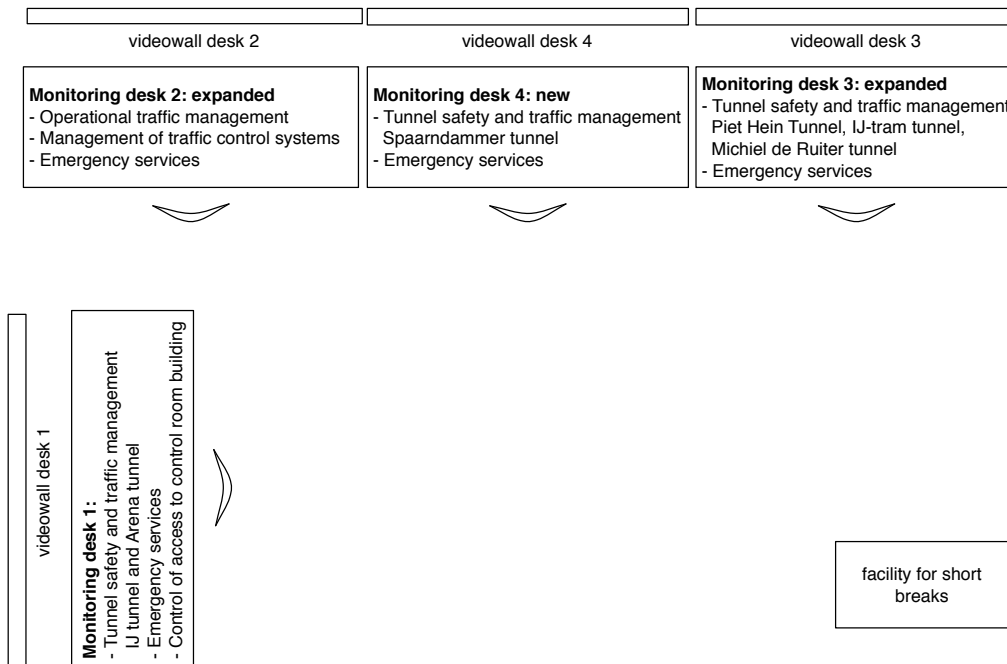 videowall desk 2
videowall desk 4
videowall desk 3
Monitoring desk 2: expanded
- Operational traffic management
- Management of traffic control systems
- Emergency services
Monitoring desk 4: new
- Tunnel safety and traffic management
Spaarndammer tunnel
- Emergency services
Monitoring desk 3: expanded
- Tunnel safety and traffic management
Piet Hein Tunnel, IJ-tram tunnel,
Michiel de Ruiter tunnel
- Emergency services
videowall desk 1
Monitoring desk 1:
- Tunnel safety and traffic management
IJ tunnel and Arena tunnel
- Emergency services
- Control of access to control room building
facility for short
breaks